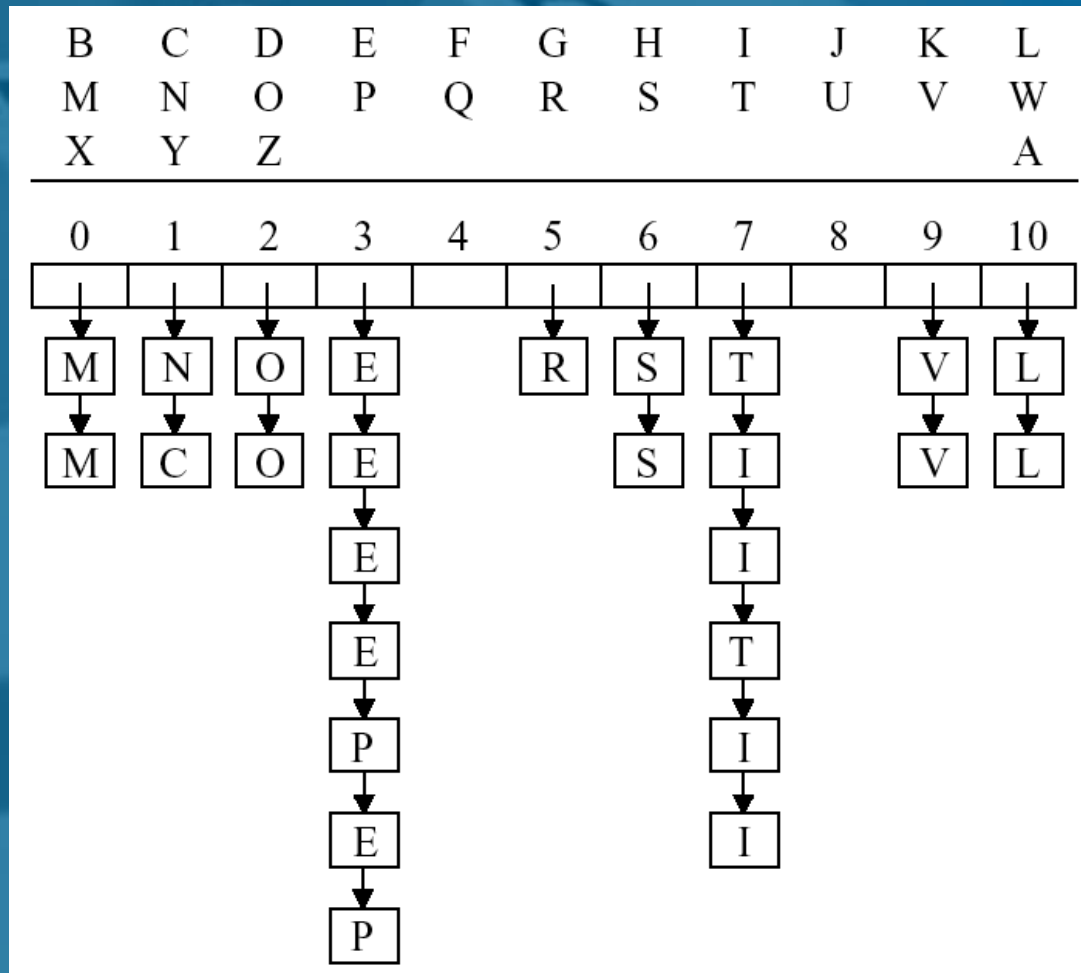 B C D E F G H I J K L
M N O P Q R S T U V W
X Y Z A
0 1 2 3 4 5 6 7 8 9 10
M N O E R S T V L
M C O E S I V L
E I
E T
P I
E I
P